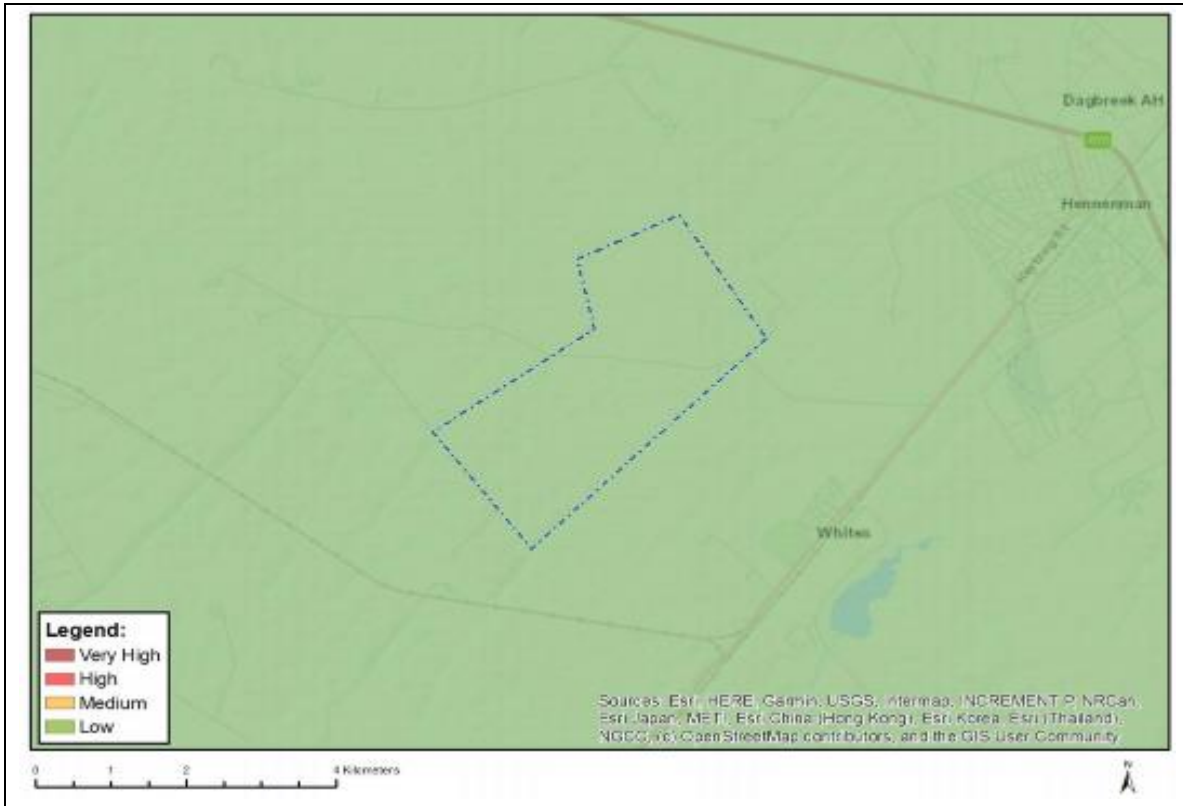 Dagbreek AH
Hennenman
Whites
Legend:
Very High
High
Medium
Low
Sources: Esri, HERE, Garmin, USGS, Intermap, INCREMENT P, NRCan,
Esri Japan, METI, Esri China (Hong Kong), Esri Korea, Esri (Thailand),
NGCC, (c) OpenStreetMap contributors, and the GIS User Community
0 1 2 4 Kilometers
N